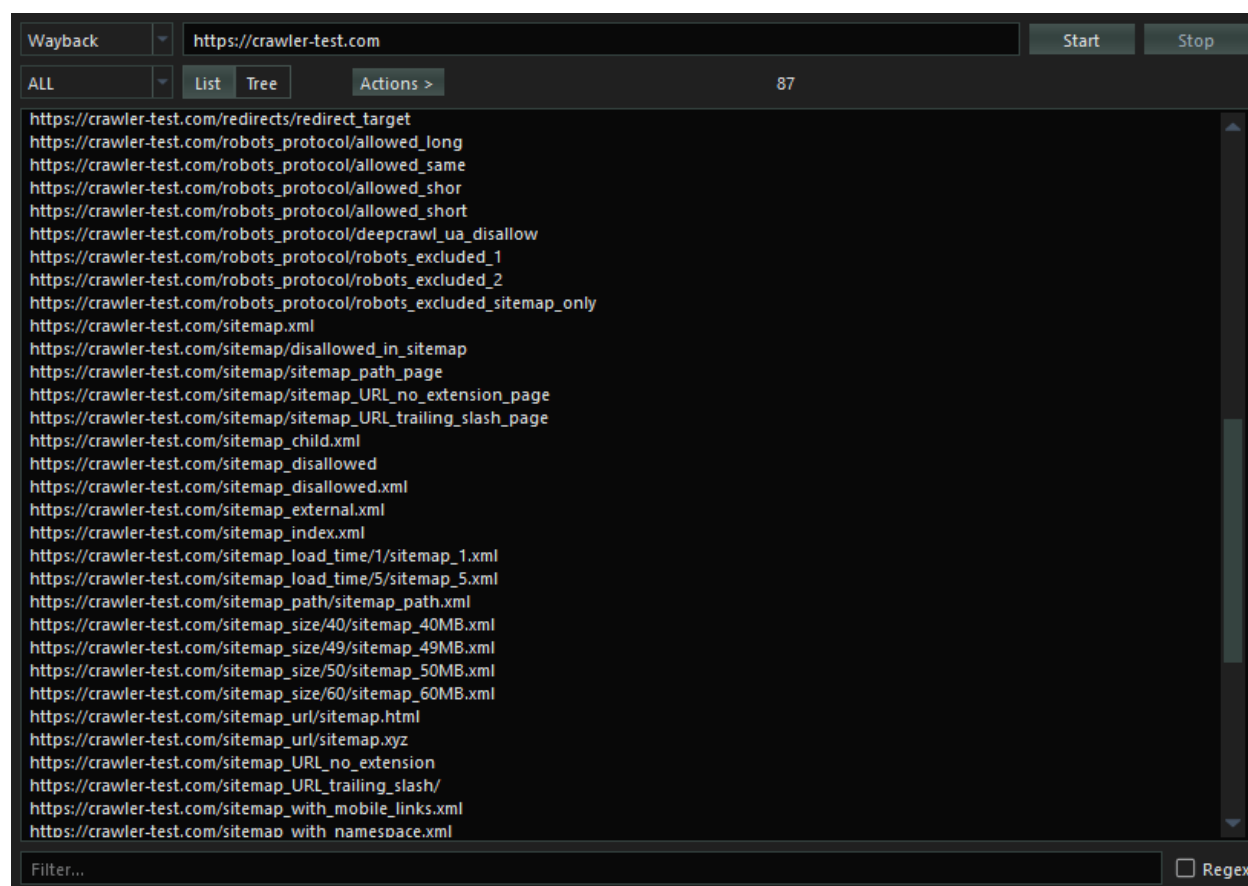 Wayback https://crawler-test.com Start Stop
ALL List Tree Actions > 87
https://crawler-test.com/redirects/redirect_target
https://crawler-test.com/robots_protocol/allowed_long
https://crawler-test.com/robots_protocol/allowed_same
https://crawler-test.com/robots_protocol/allowed_shor
https://crawler-test.com/robots_protocol/allowed_short
https://crawler-test.com/robots_protocol/deepcrawl_ua_disallow
https://crawler-test.com/robots_protocol/robots_excluded_1
https://crawler-test.com/robots_protocol/robots_excluded_2
https://crawler-test.com/robots_protocol/robots_excluded_sitemap_only
https://crawler-test.com/sitemap.xml
https://crawler-test.com/sitemap/disallowed_in_sitemap
https://crawler-test.com/sitemap/sitemap_path_page
https://crawler-test.com/sitemap/sitemap_URL_no_extension_page
https://crawler-test.com/sitemap/sitemap_URL_trailing_slash_page
https://crawler-test.com/sitemap_child.xml
https://crawler-test.com/sitemap_disallowed
https://crawler-test.com/sitemap_disallowed.xml
https://crawler-test.com/sitemap_external.xml
https://crawler-test.com/sitemap_index.xml
https://crawler-test.com/sitemap_load_time/1/sitemap_1.xml
https://crawler-test.com/sitemap_load_time/5/sitemap_5.xml
https://crawler-test.com/sitemap_path/sitemap_path.xml
https://crawler-test.com/sitemap_size/40/sitemap_40MB.xml
https://crawler-test.com/sitemap_size/49/sitemap_49MB.xml
https://crawler-test.com/sitemap_size/50/sitemap_50MB.xml
https://crawler-test.com/sitemap_size/60/sitemap_60MB.xml
https://crawler-test.com/sitemap_url/sitemap.html
https://crawler-test.com/sitemap_url/sitemap.xyz
https://crawler-test.com/sitemap_URL_no_extension
https://crawler-test.com/sitemap_URL_trailing_slash/
https://crawler-test.com/sitemap_with_mobile_links.xml
https://crawler-test.com/sitemap_with_namespace.xml
Filter... Regex